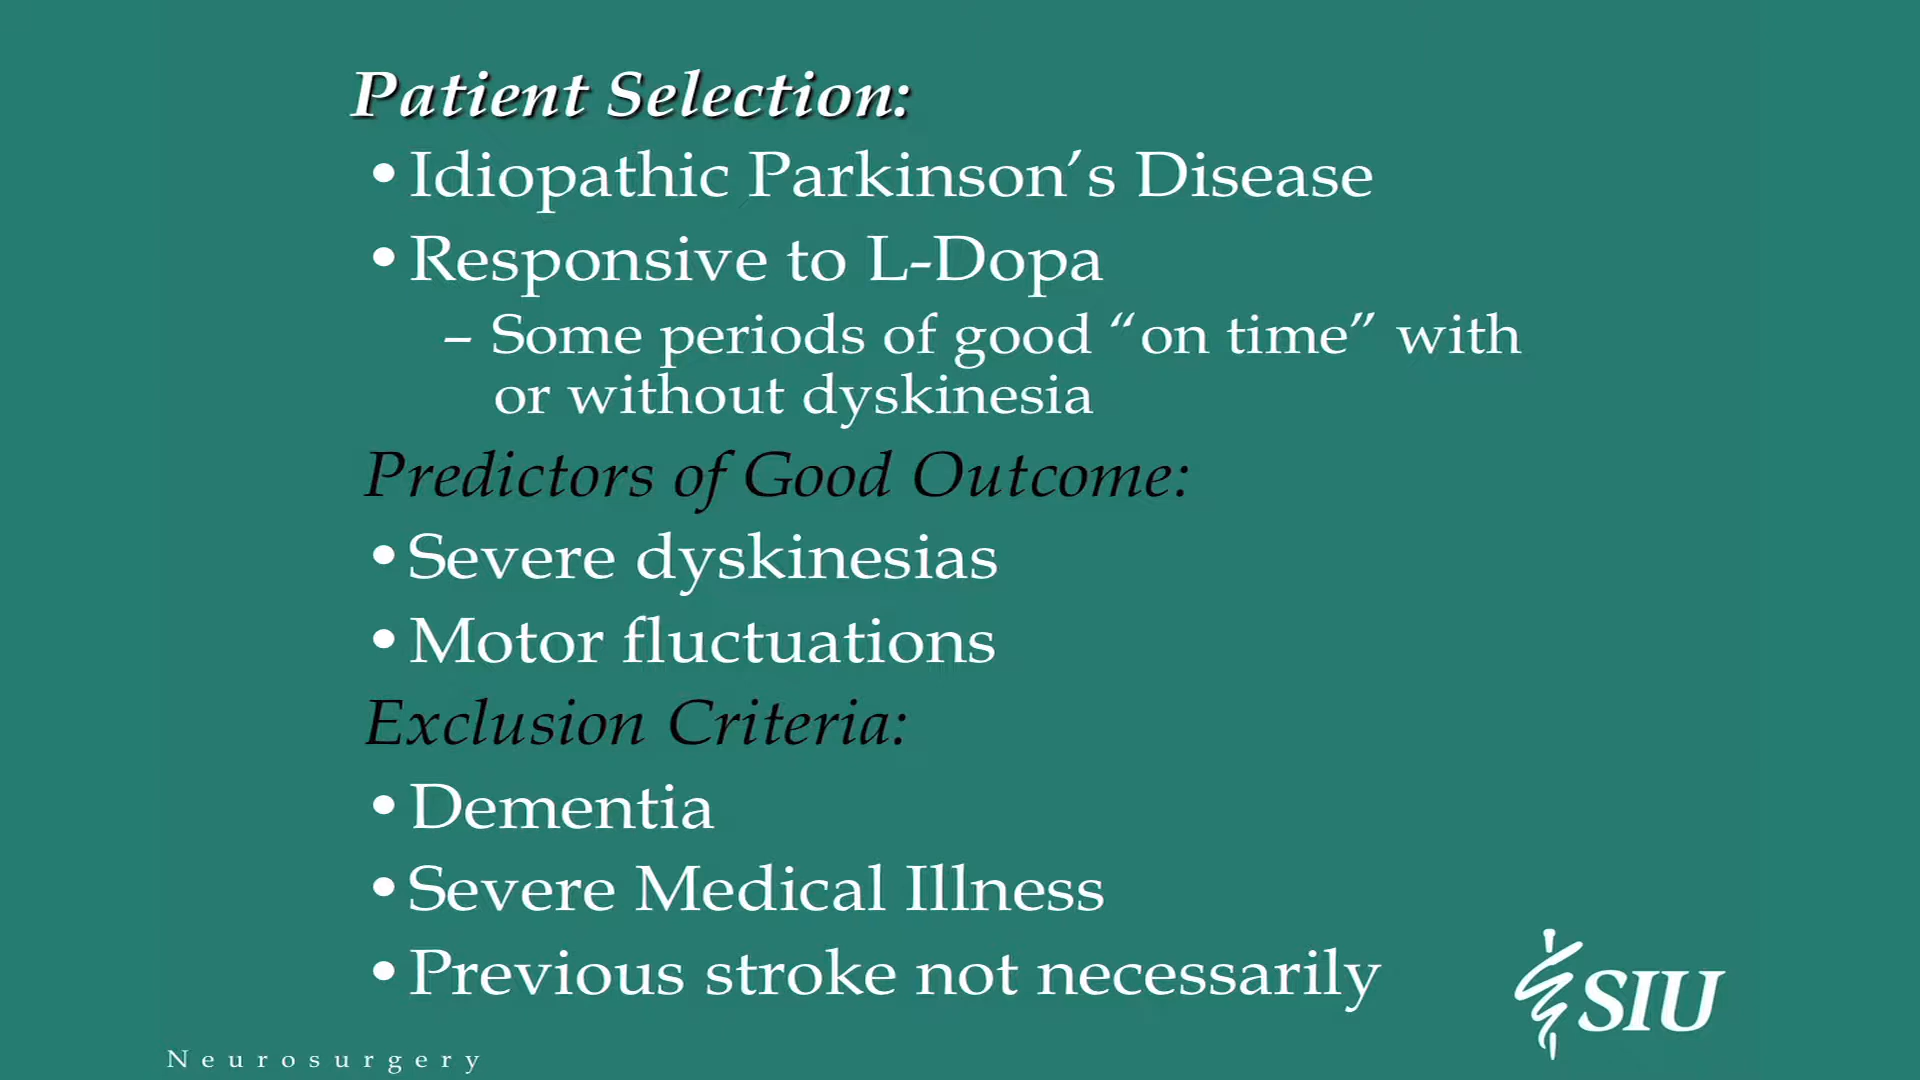 Patient Selection:
•Idiopathic Parkinson’s Disease
•Responsive to L-Dopa
– Some periods of good “on time” with
or without dyskinesia
Predictors of Good Outcome:
•Severe dyskinesias
•Motor fluctuations
Exclusion Criteria:
•Dementia
•Severe Medical Illness
•Previous stroke not necessarily
SIU
Neurosurgery